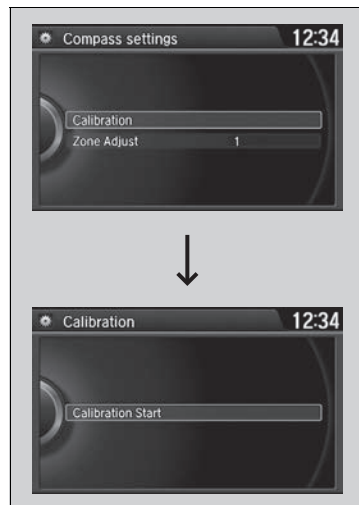 Compass settings 12:34
Calibration
Zone Adjust 1
Calibration 12:34
Calibration Start